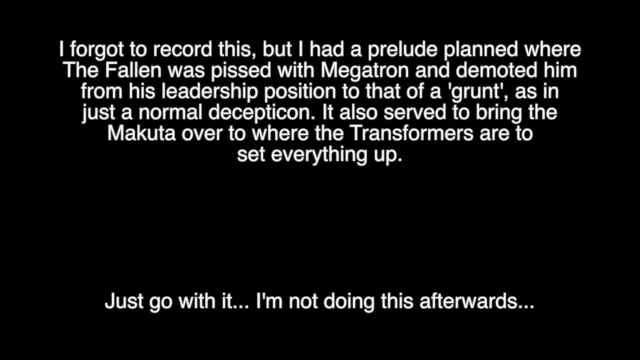 I forgot to record this, but I had a prelude planned where
The Fallen was pissed with Megatron and demoted him
from his leadership position to that of a 'grunt', as in
just a normal decepticon. It also served to bring the
Makuta over to where the Transformers are to
set everything up.
Just go with it... I'm not doing this afterwards...